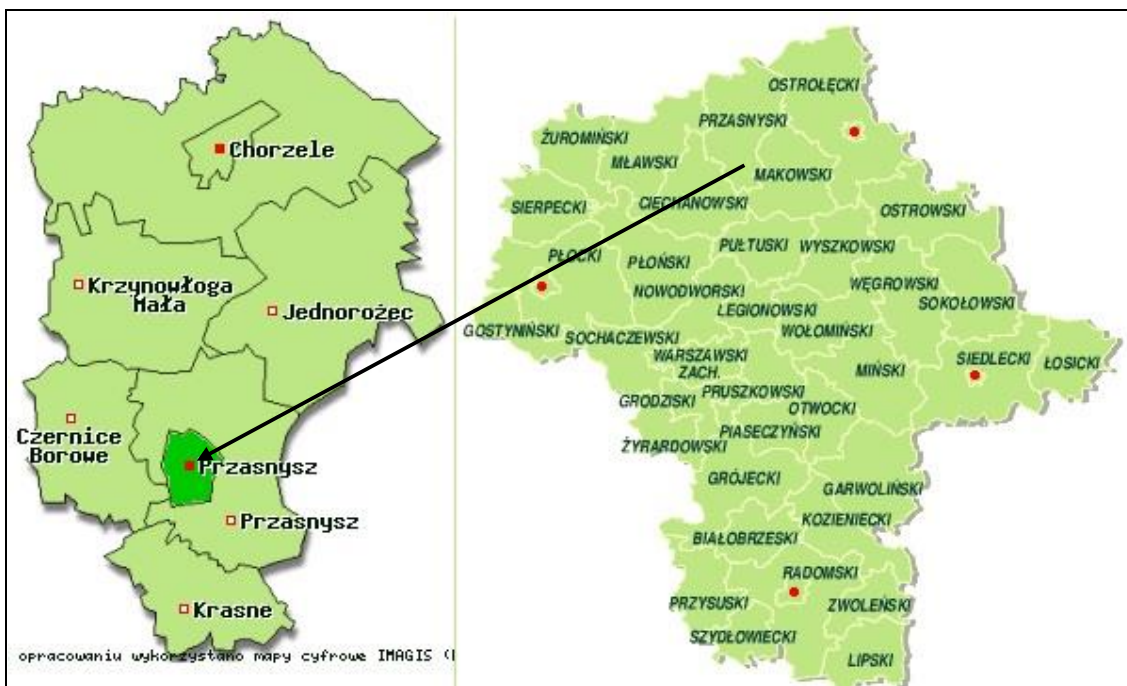 Chorzele
Krzynowłoga
Mała
Jednorożec
Czernice
Borowe
Przasnysz
Przasnysz
Krasne
opracowaniu wykorzystano mapy cyfrowe IMAGIS (
OSTROŁĘCKI
PRZASNYSKI
ŻUROMIŃSKI
MŁAWSKI
MAKOWSKI
CIECHANOWSKI
SIERPECKI
OSTROWSKI
PUŁTUSKI
WYSZKOWSKI
PŁOCKI
PŁOŃSKI
WĘGROWSKI
NOWODWORSKI
SOKOŁOWSKI
LEGIONOWSKI
GOSTYNIŃSKI
SOCHACZEWSKI
WOŁOMIŃSKI
WARSZAWSKI
ZACH.
SIEDLECKI
ŁOSICKI
MIŃSKI
PRUSZKOWSKI
GRODZISKI
OTWOCKI
PIASECZYŃSKI
ŻYRARDOWSKI
GRÓJECKI
GARWOLIŃSKI
KOZIENICKI
BIAŁOBRZESKI
RADOMSKI
PRZYSUSKI
ZWOLEŃSKI
SZYDŁOWIECKI
LIPSKI